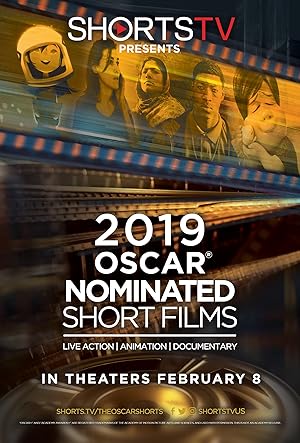 SHORTSTV
PRESENTS
2019
OSCAR®
NOMINATED
SHORT FILMS
LIVE ACTION | ANIMATION | DOCUMENTARY
IN THEATERS FEBRUARY 8
SHORTS.TV/THEOSCARSHORTS SHORTSTVUS